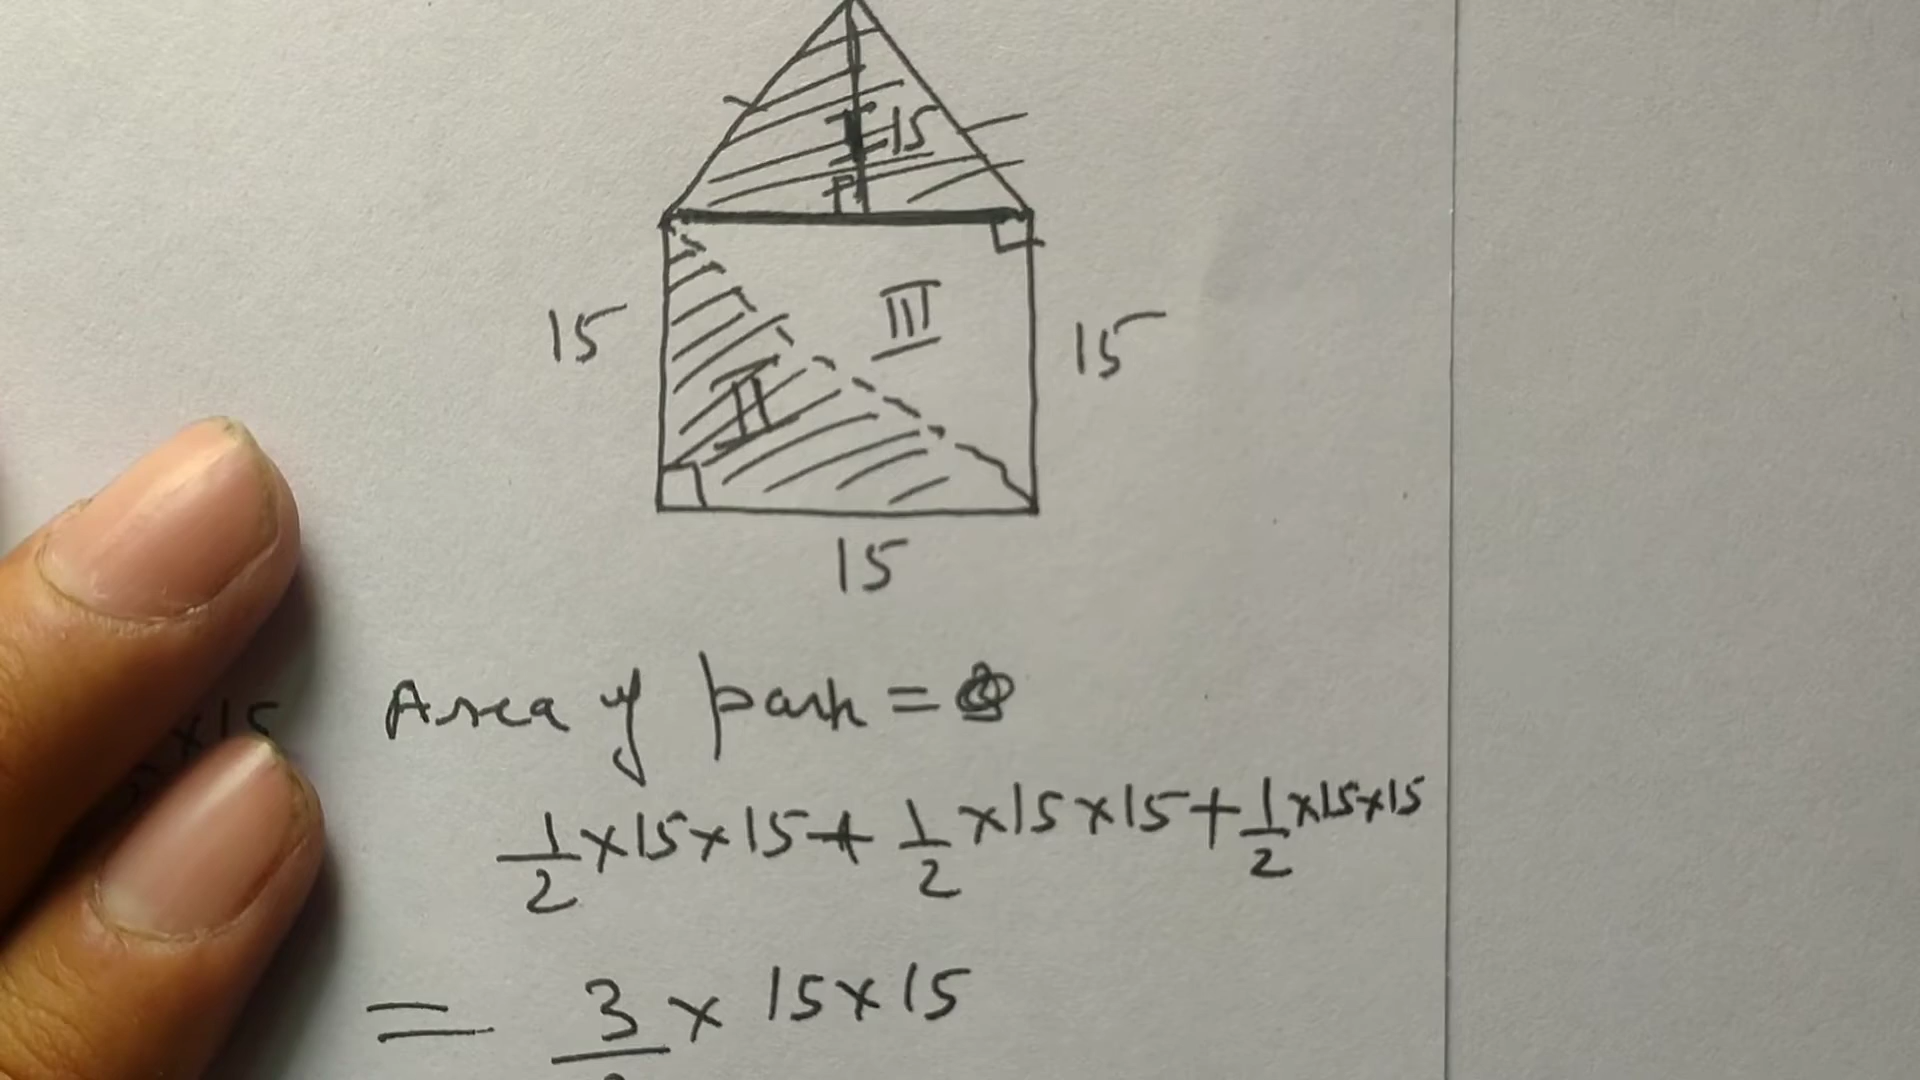 I 15
III
15 15
II
15
Area of park =
1/2 × 15 × 15 + 1/2 × 15 × 15 + 1/2 × 15 × 15
= 3/ × 15 × 15